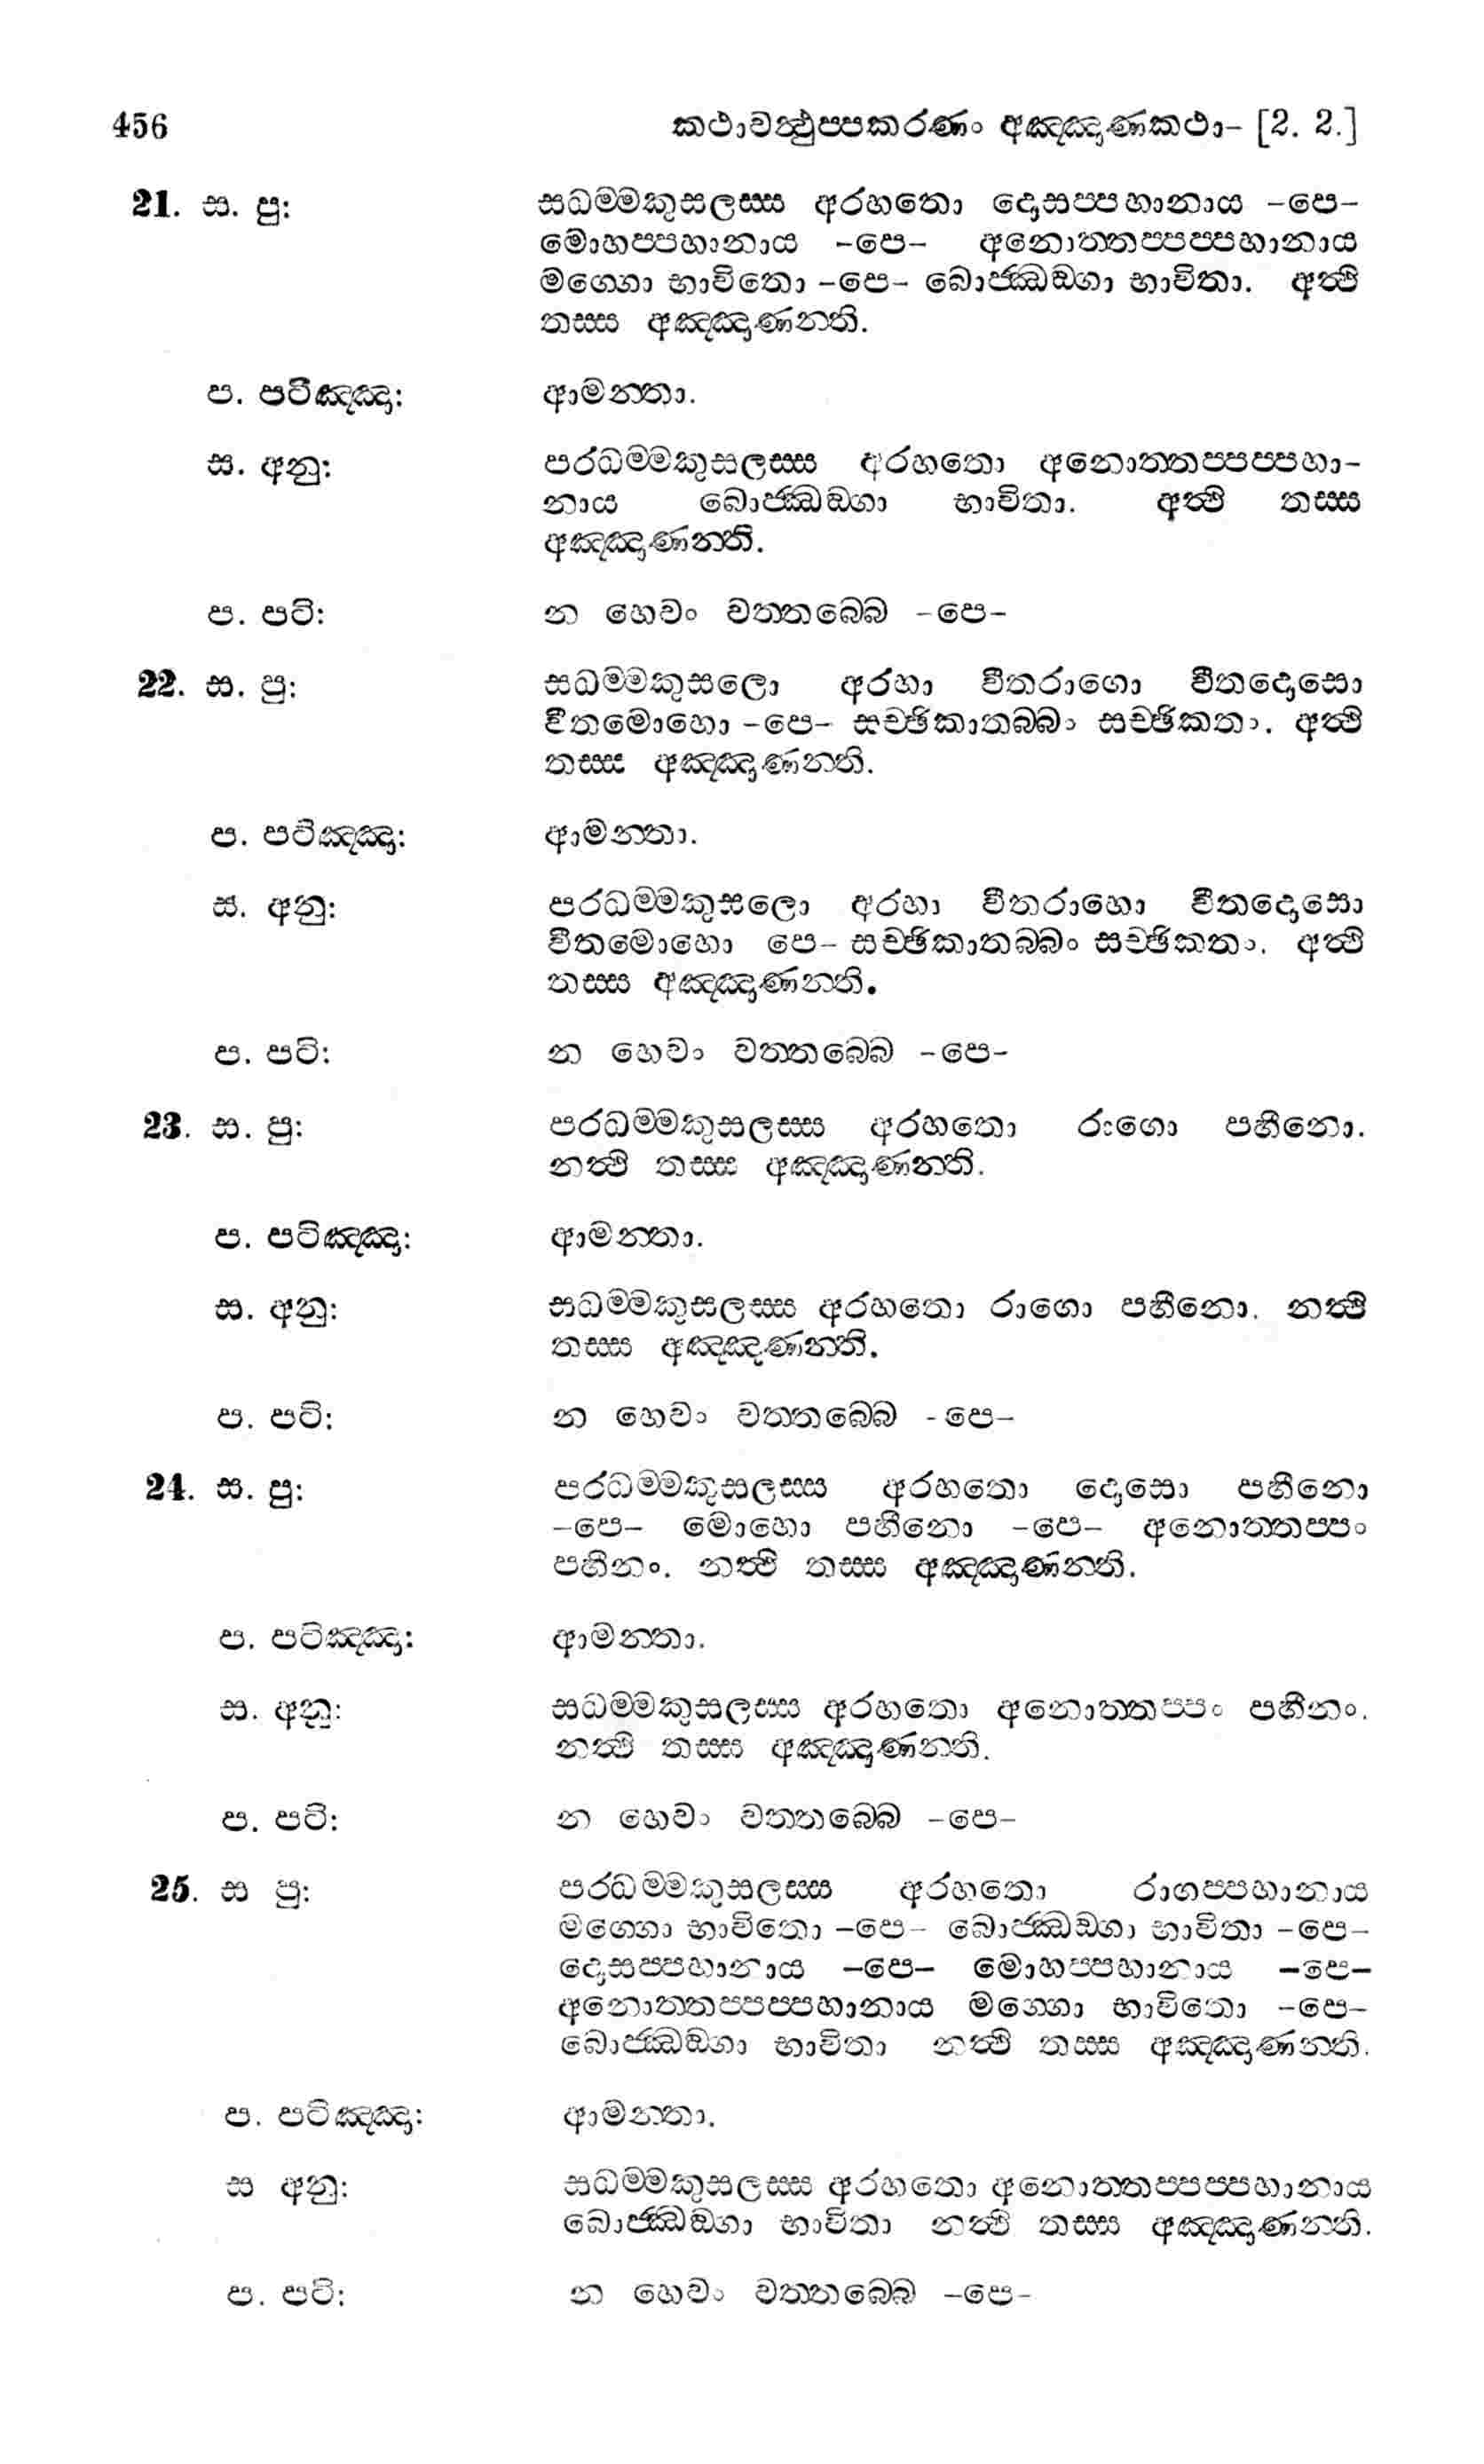 456 කථාවත්‍ථුප්පකරණං අඤ්ඤාණකථා- [2. 2.]
21. ස. පු: සධම්මකුසලස්ස අරහතො දොසප්පහානාය -පෙ-
මොහප්පහානාය -පෙ- අනොත්තප්පප්පහානාය
මග්ගො භාවිතො -පෙ- බොජ්ඣඞ්ගා භාවිතා. අත්‍ථි
තස්ස අඤ්ඤාණන්ති.
ප. පටිඤ්ඤා: ආමන්තා.
ස. අනු: පරධම්මකුසලස්ස අරහතො අනොත්තප්පප්පහා-
නාය බොජ්ඣඞ්ගා භාවිතා. අත්‍ථි තස්ස
අඤ්ඤාණන්ති.
ප. පටි: න හෙවං වත්තබ්බෙ -පෙ-
22. ස. පු: සධම්මකුසලො අරහා වීතරාගො වීතදොසො
වීතමොහො -පෙ- සච්ඡිකාතබ්බං සච්ඡිකතං. අත්‍ථි
තස්ස අඤ්ඤාණන්ති.
ප. පටිඤ්ඤා: ආමන්තා.
ස. අනු: පරධම්මකුසලො අරහා වීතරාහො වීතදොසො
වීතමොහො පෙ- සච්ඡිකාතබ්බං සච්ඡිකතං. අත්‍ථි
තස්ස අඤ්ඤාණන්ති.
ප. පටි: න හෙවං වත්තබ්බෙ -පෙ-
23. ස. පු: පරධම්මකුසලස්ස අරහතො රාගො පහීනො.
නත්‍ථි තස්ස අඤ්ඤාණන්ති.
ප. පටිඤ්ඤා: ආමන්තා.
ස. අනු: සධම්මකුසලස්ස අරහතො රාගො පහීනො. නත්‍ථි
තස්ස අඤ්ඤාණන්ති.
ප. පටි: න හෙවං වත්තබ්බෙ -පෙ-
24. ස. පු: පරධම්මකුසලස්ස අරහතො දොසො පහීනො
-පෙ- මොහො පහීනො -පෙ- අනොත්තප්පං
පහීනං. නත්‍ථි තස්ස අඤ්ඤාණන්ති.
ප. පටිඤ්ඤා: ආමන්තා.
ස. අනු: සධම්මකුසලස්ස අරහතො අනොත්තප්පං පහීනං.
නත්‍ථි තස්ස අඤ්ඤාණන්ති.
ප. පටි: න හෙවං වත්තබ්බෙ -පෙ-
25. ස පු: පරධම්මකුසලස්ස අරහතො රාගප්පහානාය
මග්ගො භාවිතො -පෙ- බොජ්ඣඞ්ගා භාවිතා -පෙ-
දොසප්පහානාය -පෙ- මොහප්පහානාය -පෙ-
අනොත්තප්පප්පහානාය මග්ගො භාවිතො -පෙ-
බොජ්ඣඞ්ගා භාවිතා නත්‍ථි තස්ස අඤ්ඤාණන්ති.
ප. පටිඤ්ඤා: ආමන්තා.
ස අනු: සධම්මකුසලස්ස අරහතො අනොත්තප්පප්පහානාය
බොජ්ඣඞ්ගා භාවිතා නත්‍ථි තස්ස අඤ්ඤාණන්ති.
ප. පටි: න හෙවං වත්තබ්බෙ -පෙ-